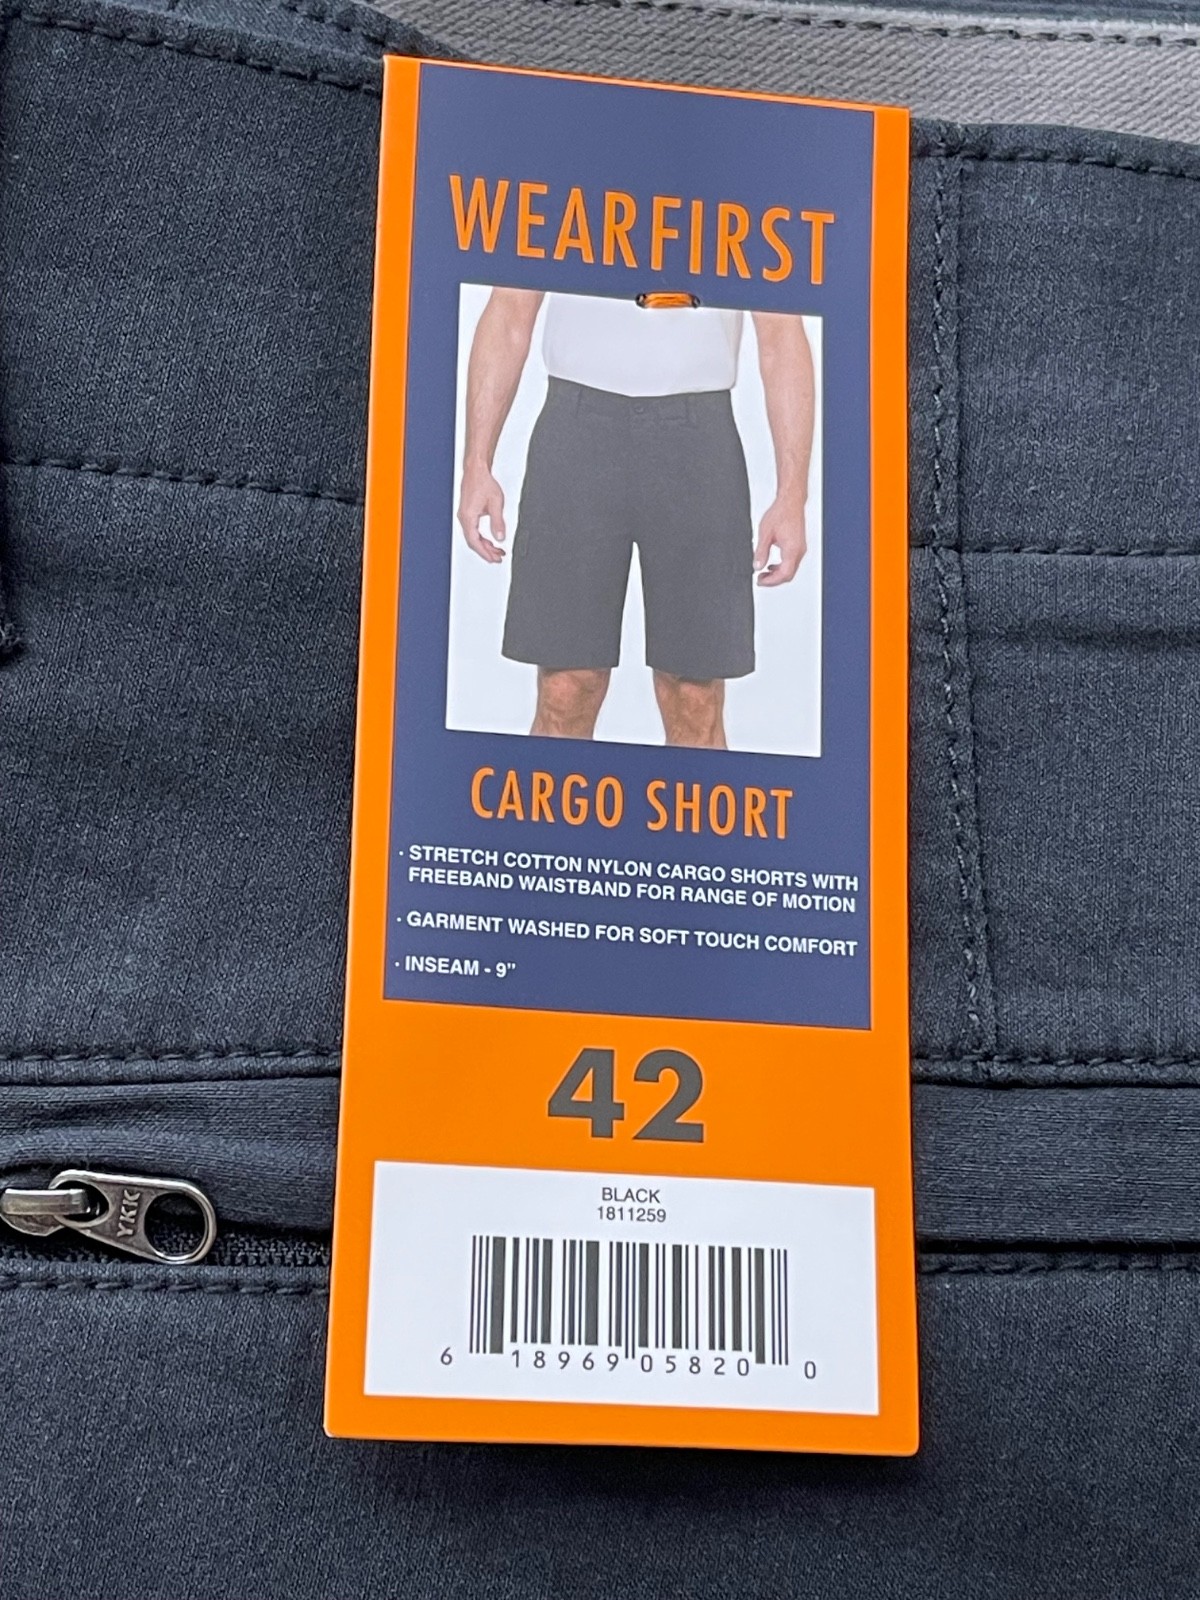 WEARFIRST
CARGO SHORT
· STRETCH COTTON NYLON CARGO SHORTS WITH
FREEBAND WAISTBAND FOR RANGE OF MOTION
· GARMENT WASHED FOR SOFT TOUCH COMFORT
· INSEAM - 9”
42
YKK
BLACK
1811259
6 18969 05820 0